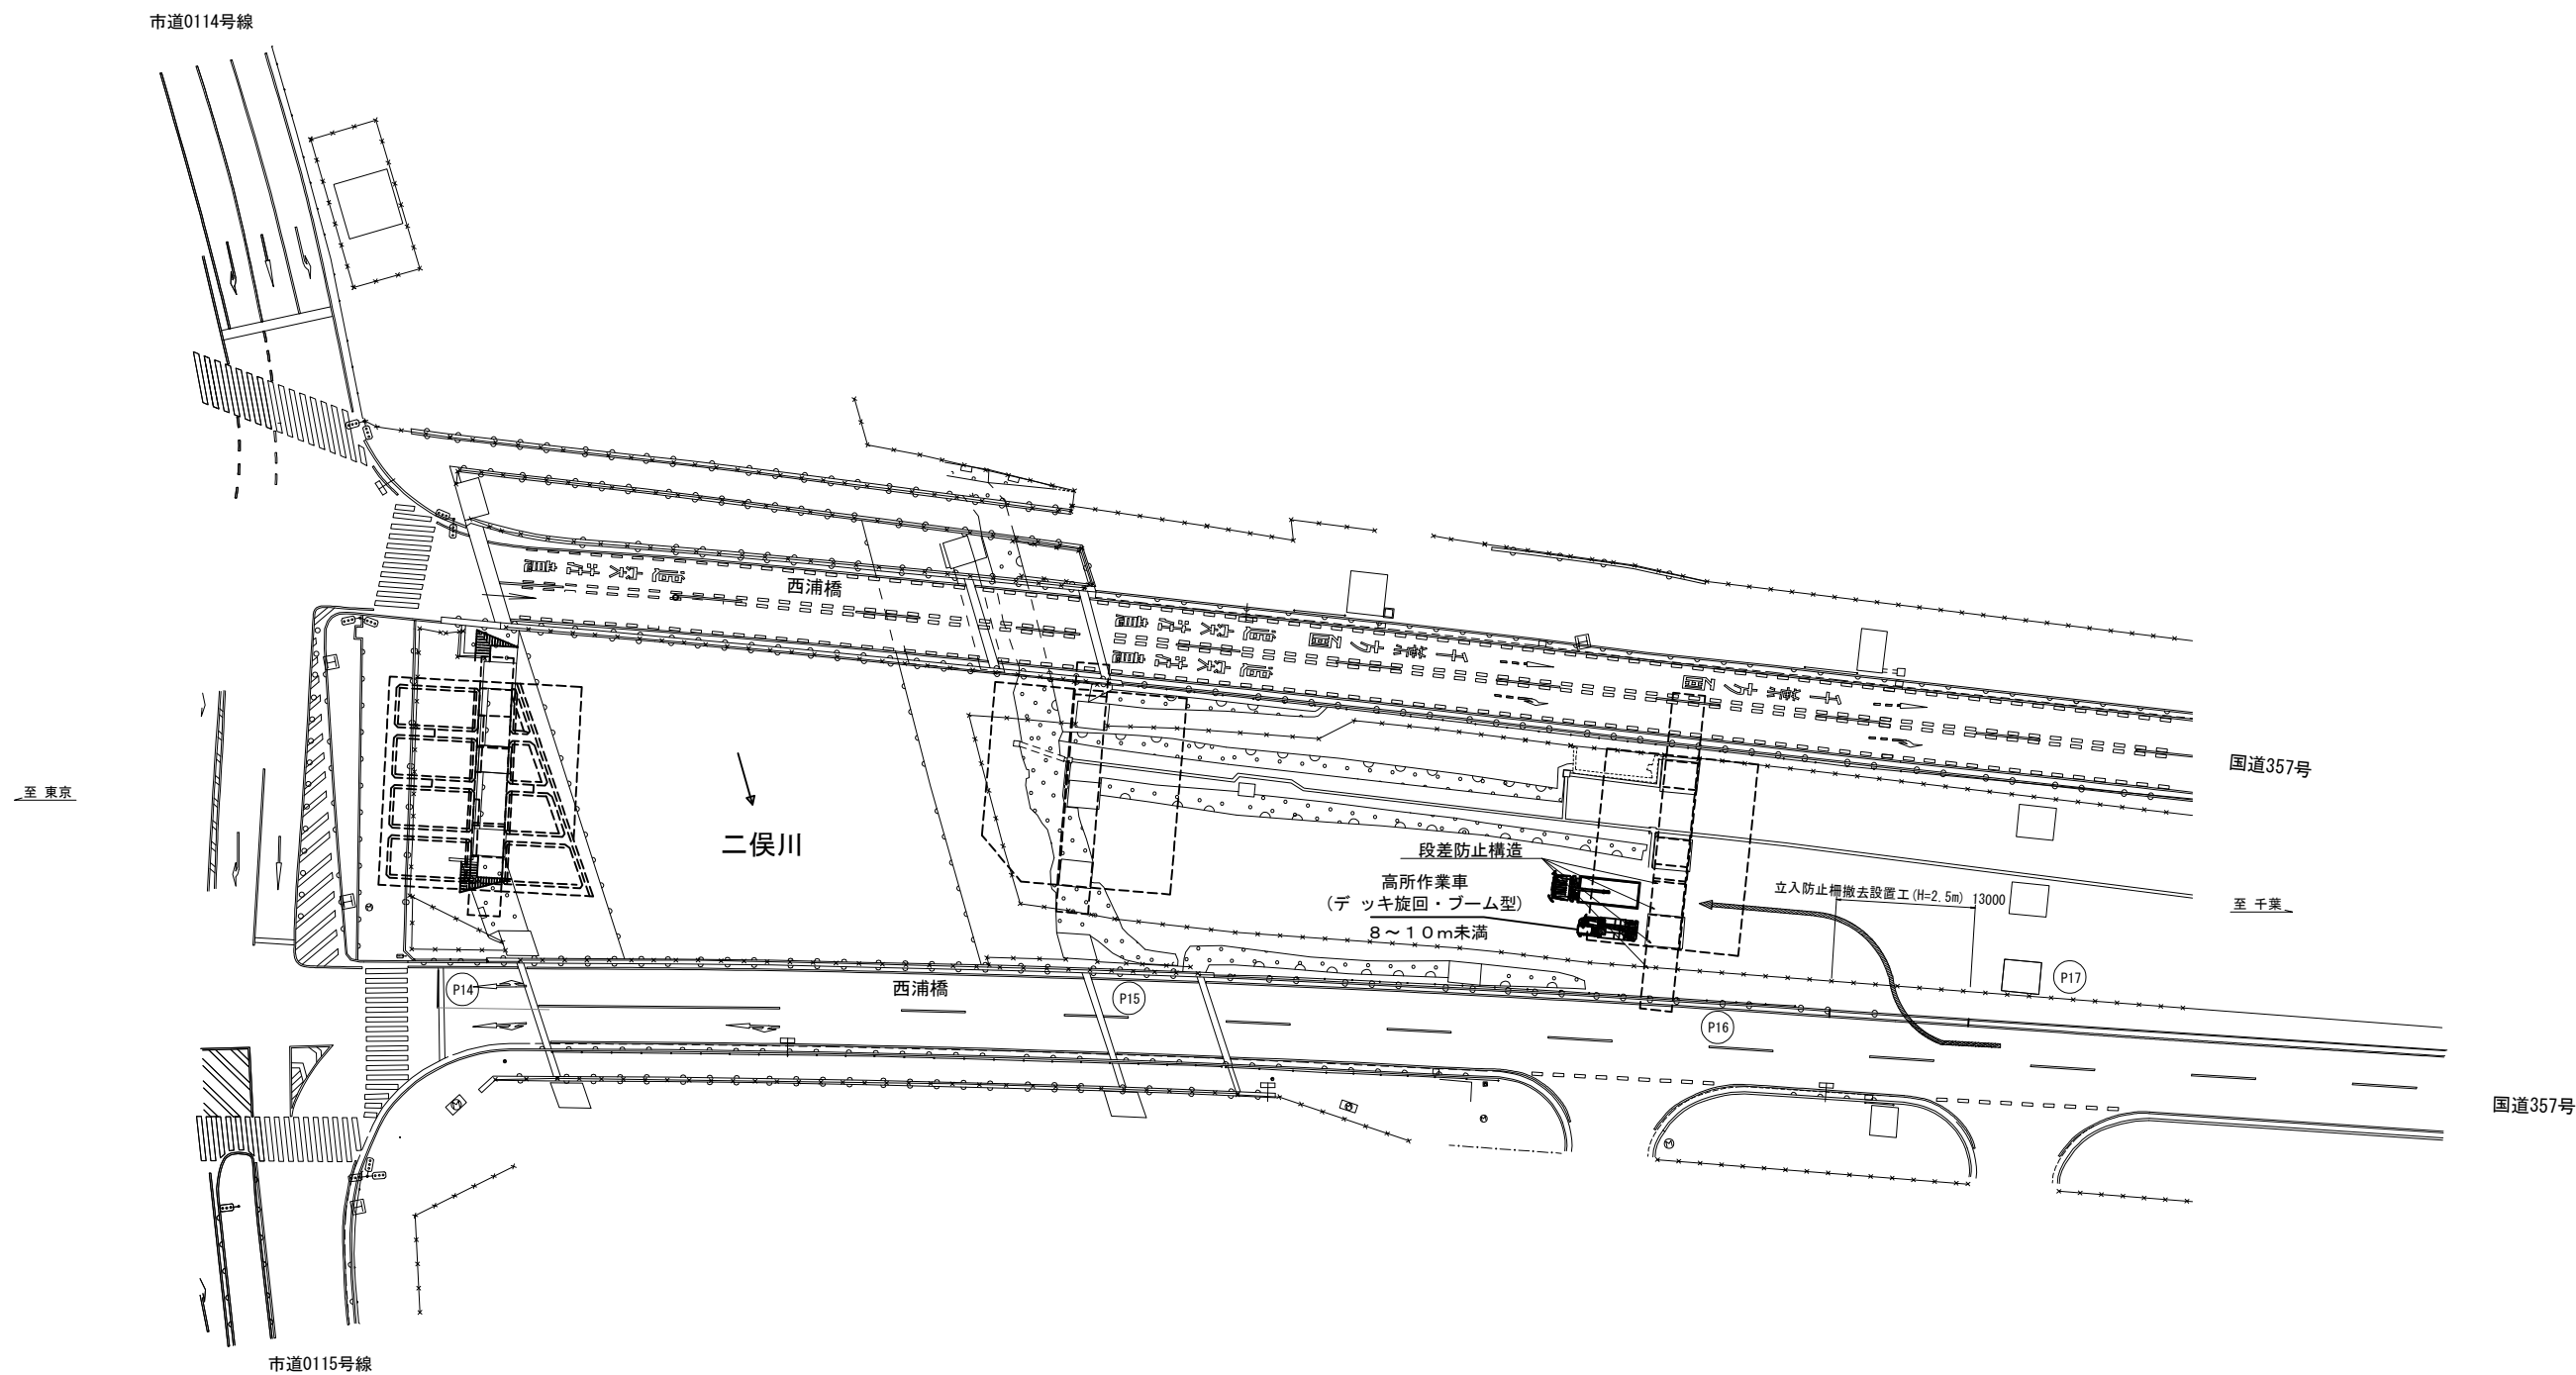 市道0114号線
西浦橋
国道357号
至 東京
二俣川
段差防止構造
高所作業車
(デ ッキ旋回・ブーム型)
8～10m未満
立入防止柵撤去設置工(H=2.5m) 13000
至 千葉
P14
西浦橋
P15
P16
P17
国道357号
市道0115号線